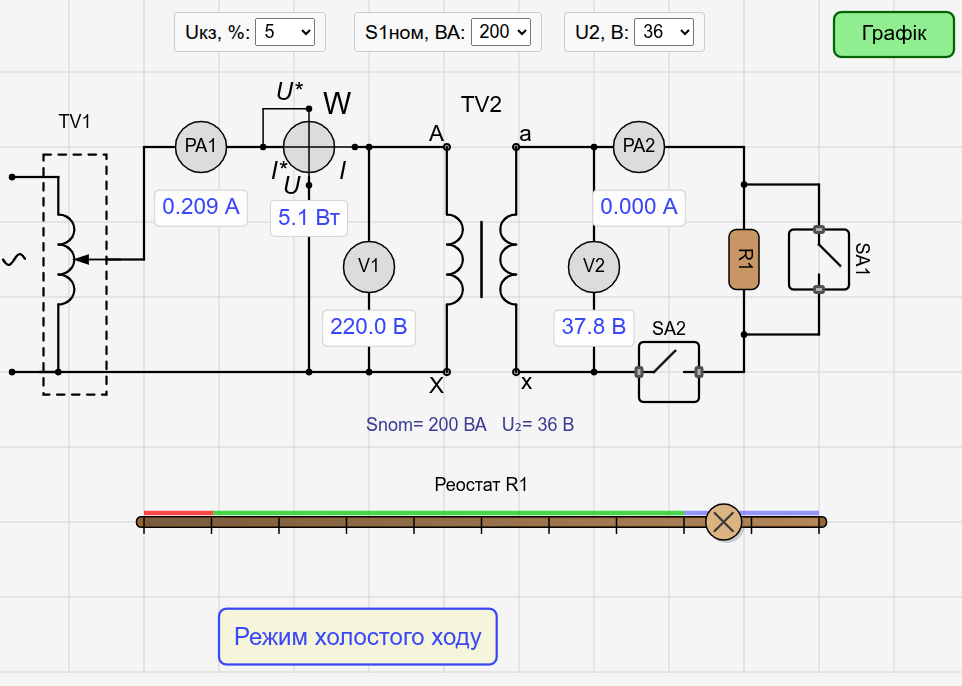 Uкз, %: 5
S1ном, ВА: 200
U2, В: 36
Графік
TV1
U*
W
TV2
A
a
PA1
I*
I
U
PA2
0.209 А
5.1 Вт
0.000 А
V1
V2
R1
SA1
220.0 В
37.8 В
SA2
X
x
Snom= 200 ВА U₂= 36 В
Реостат R1
Режим холостого ходу